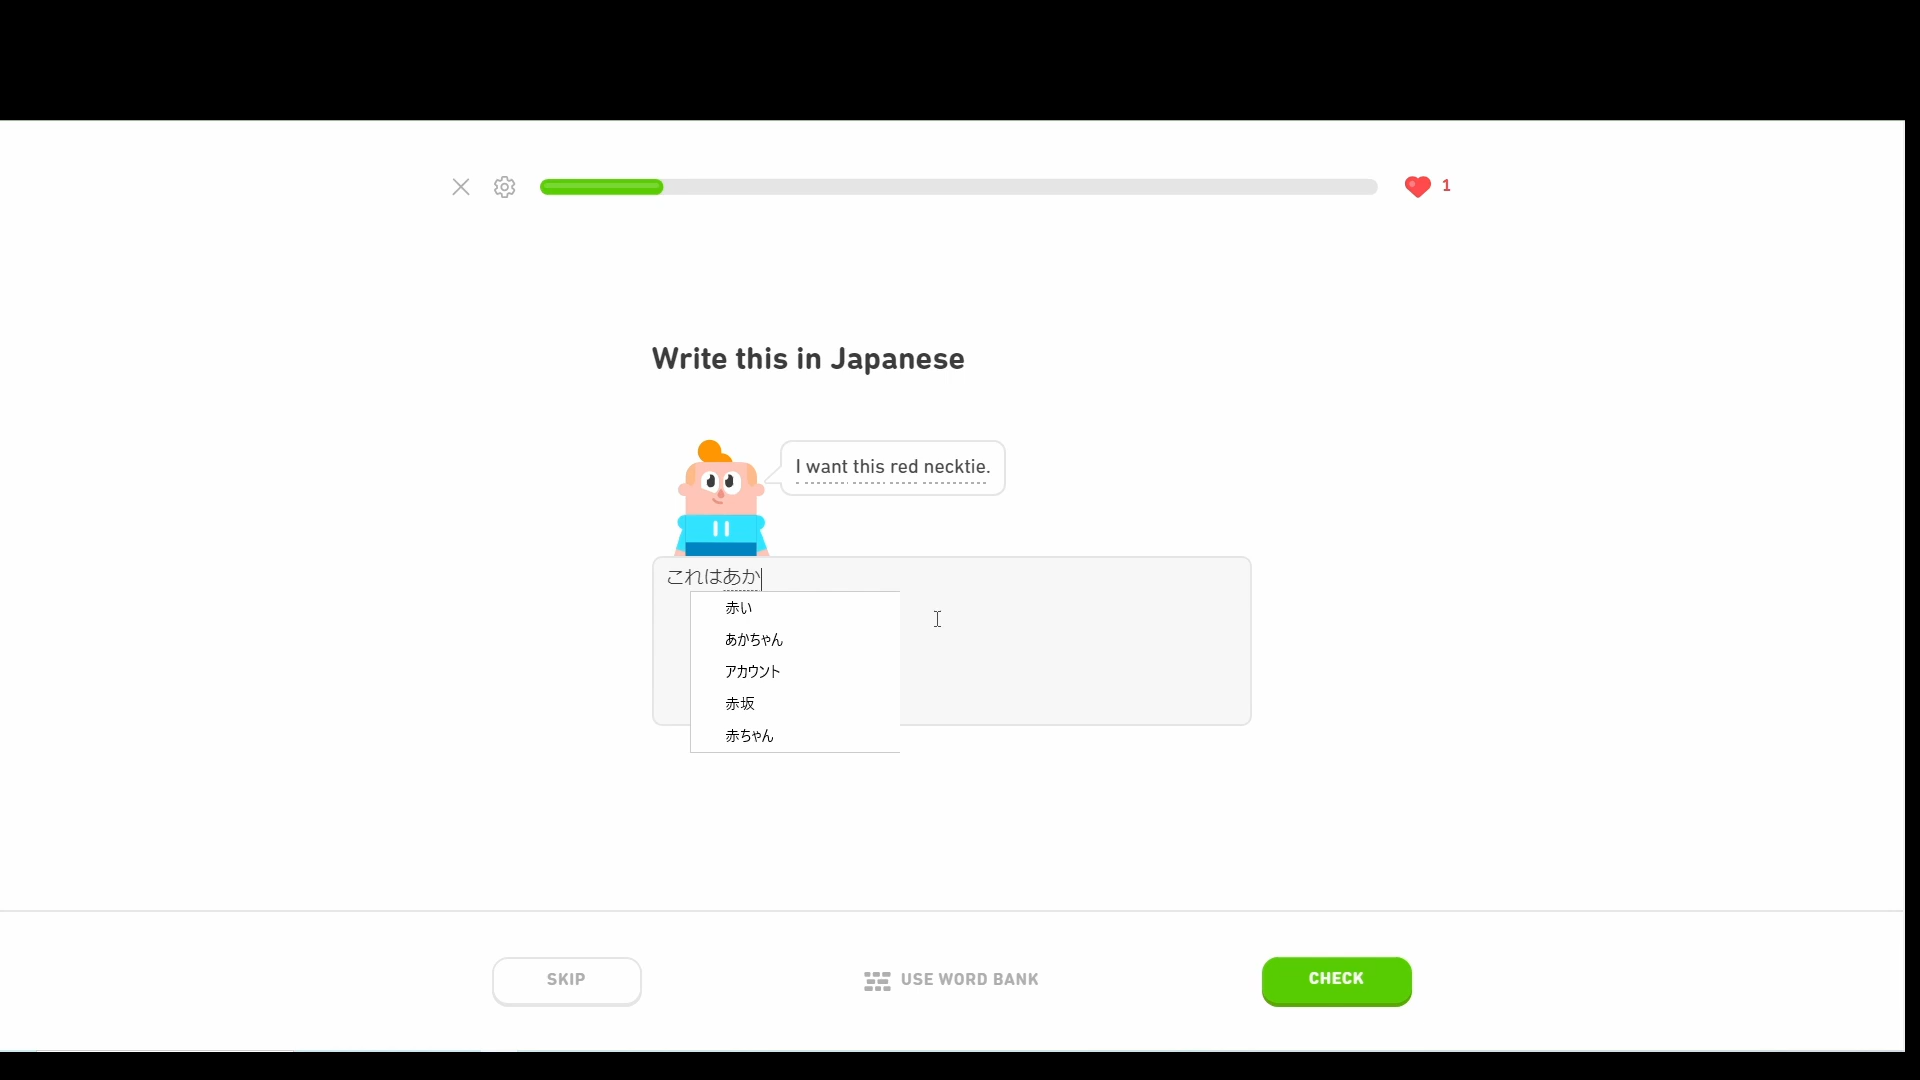 1
Write this in Japanese
I want this red necktie.
これはあか
赤い
あかちゃん
アカウント
赤坂
赤ちゃん
SKIP
USE WORD BANK
CHECK